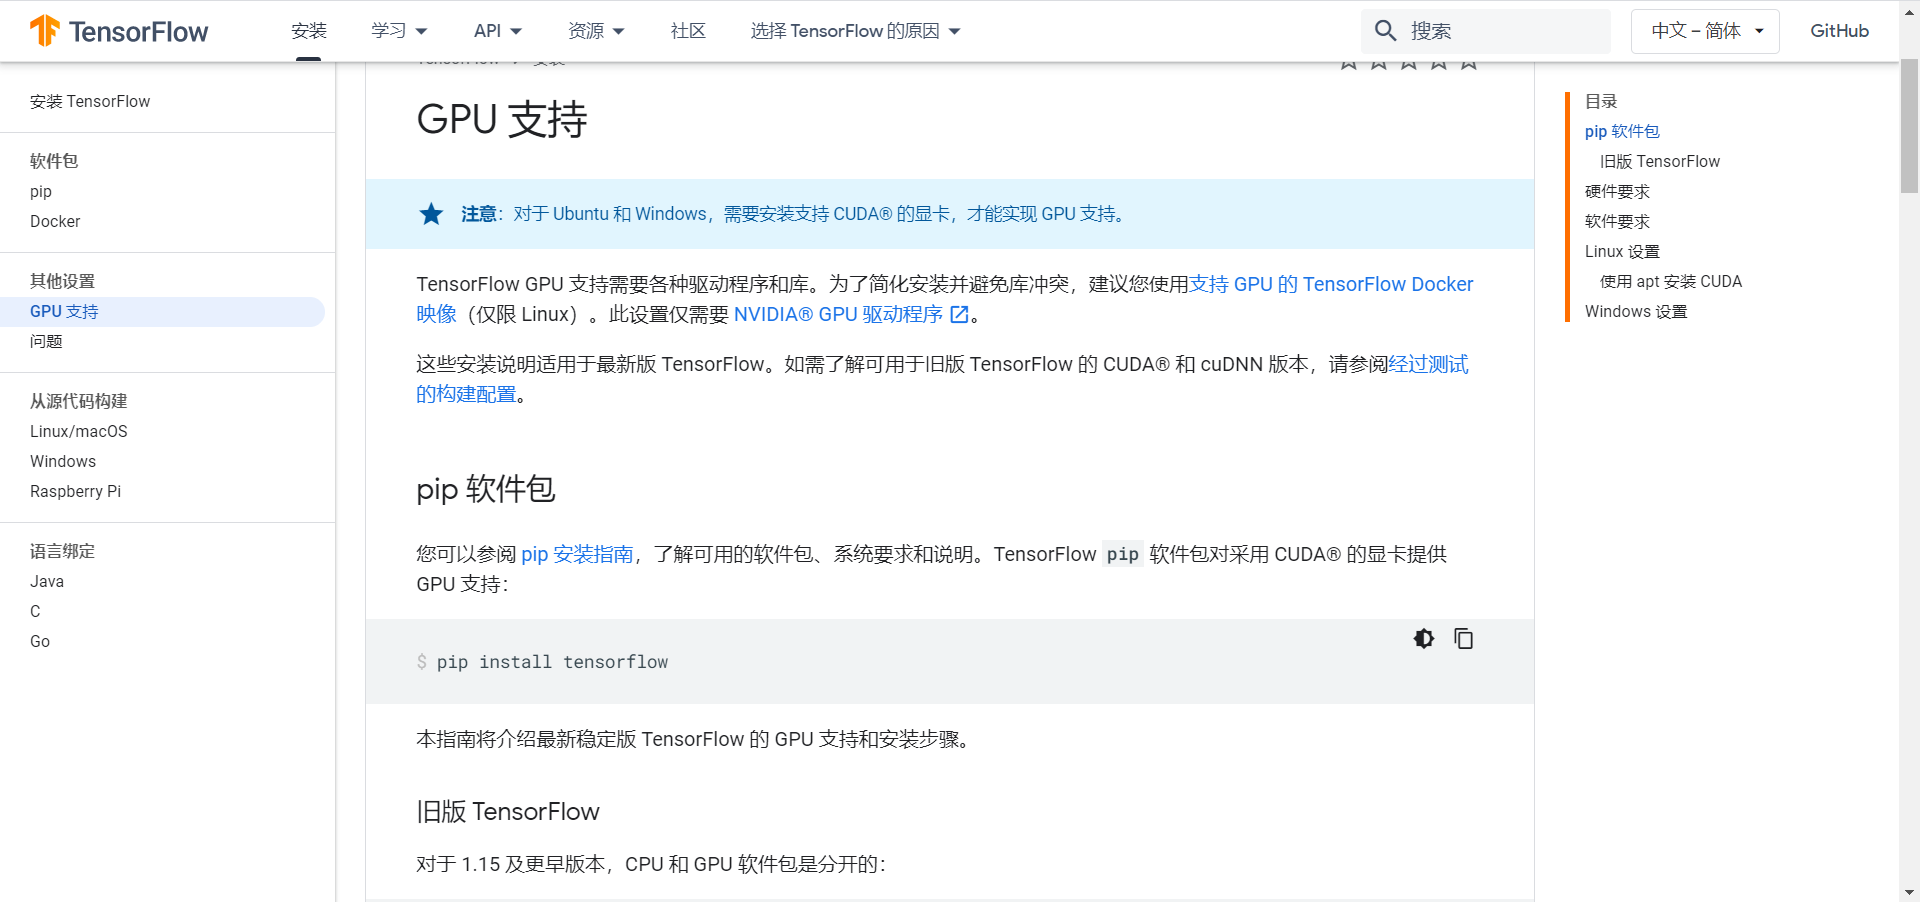 TensorFlow
安装
学习
API
资源
社区
选择 TensorFlow 的原因
搜索
中文 – 简体
GitHub
安装 TensorFlow
软件包
pip
Docker
其他设置
GPU 支持
问题
从源代码构建
Linux/macOS
Windows
Raspberry Pi
语言绑定
Java
C
Go
TensorFlow > 安装
GPU 支持
注意：对于 Ubuntu 和 Windows，需要安装支持 CUDA® 的显卡，才能实现 GPU 支持。
TensorFlow GPU 支持需要各种驱动程序和库。为了简化安装并避免库冲突，建议您使用支持 GPU 的 TensorFlow Docker
映像（仅限 Linux）。此设置仅需要 NVIDIA® GPU 驱动程序。
这些安装说明适用于最新版 TensorFlow。如需了解可用于旧版 TensorFlow 的 CUDA® 和 cuDNN 版本，请参阅经过测试
的构建配置。
pip 软件包
您可以参阅 pip 安装指南，了解可用的软件包、系统要求和说明。TensorFlow pip 软件包对采用 CUDA® 的显卡提供
GPU 支持：
$ pip install tensorflow
本指南将介绍最新稳定版 TensorFlow 的 GPU 支持和安装步骤。
旧版 TensorFlow
对于 1.15 及更早版本，CPU 和 GPU 软件包是分开的：
目录
pip 软件包
旧版 TensorFlow
硬件要求
软件要求
Linux 设置
使用 apt 安装 CUDA
Windows 设置